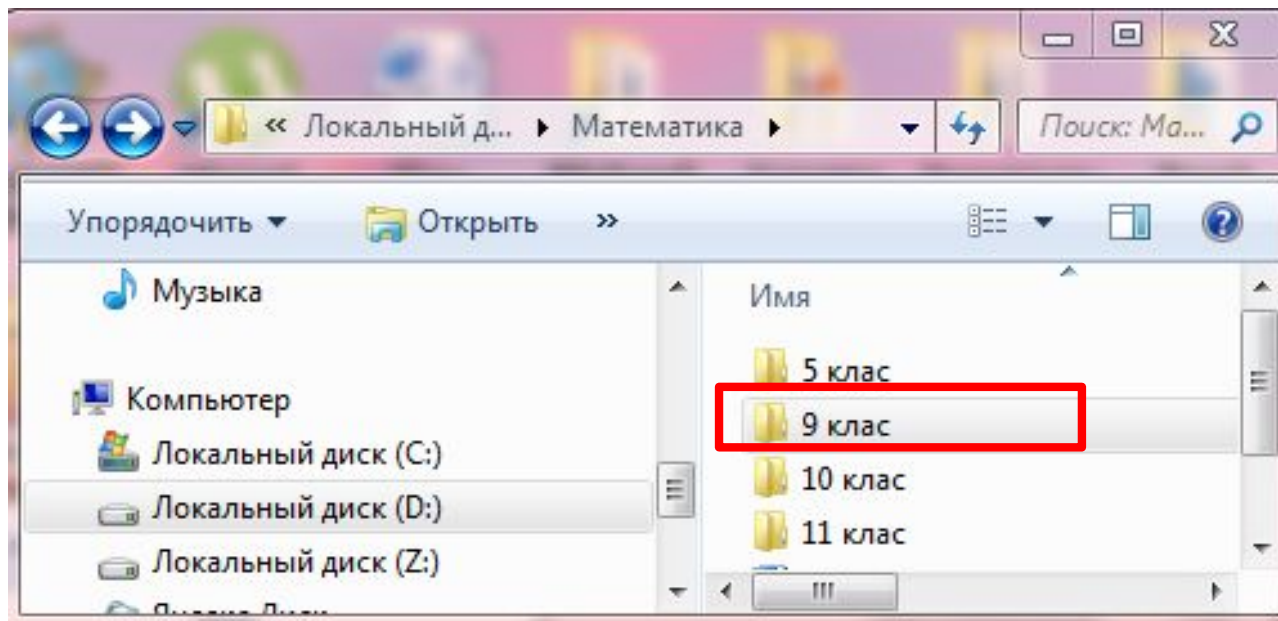 « Локальный д... Математика Поиск: Ма...
Упорядочить Открыть »
Музыка
Компьютер
Локальный диск (C:)
Локальный диск (D:)
Локальный диск (Z:)
Имя
5 клас
9 клас
10 клас
11 клас